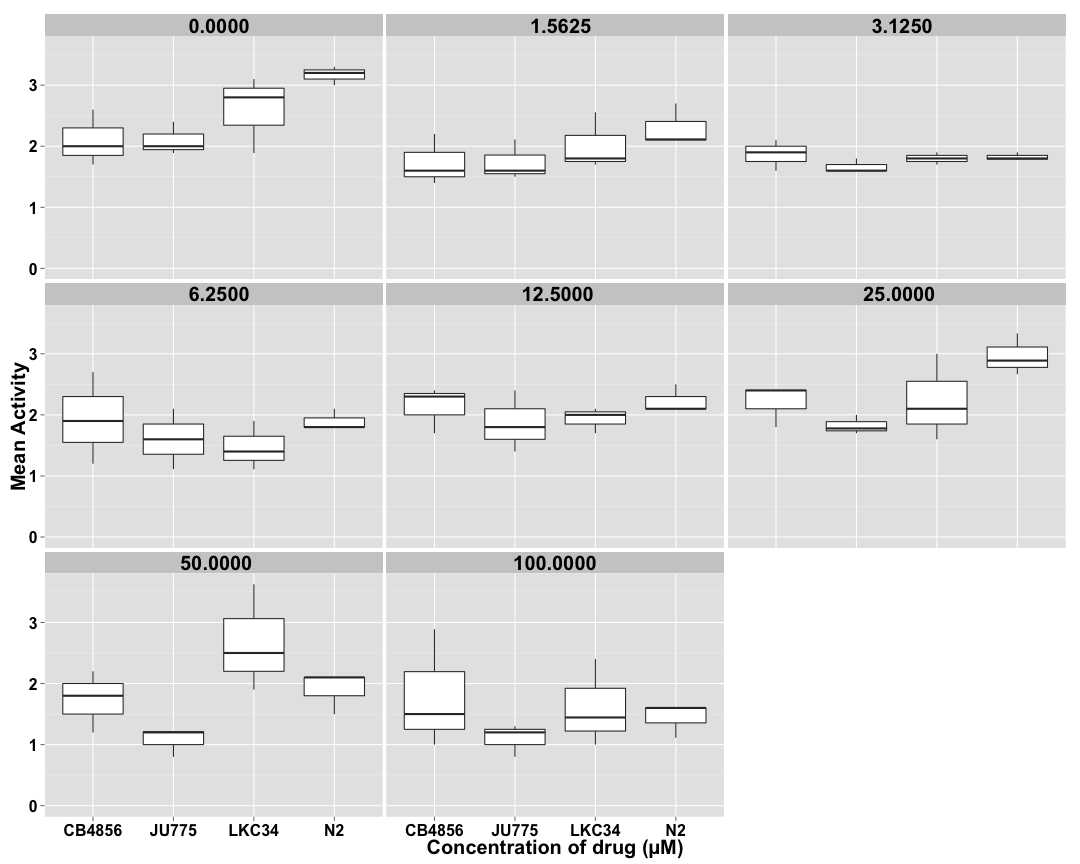 0.0000 1.5625 3.1250
3
2
1
0
6.2500 12.5000 25.0000
Mean Activity
3
2
1
0
50.0000 100.0000
3
2
1
0
CB4856 JU775 LKC34 N2 CB4856 JU775 LKC34 N2
Concentration of drug (µM)